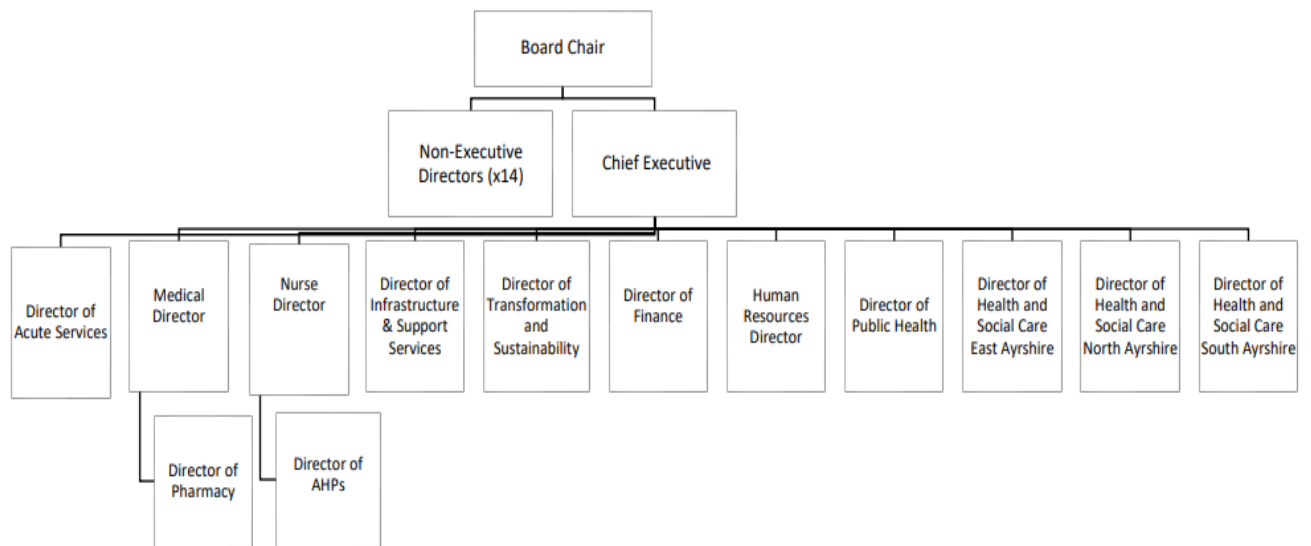 Board Chair
Non-Executive
Directors (x14)
Chief Executive
Director of
Acute Services
Medical
Director
Nurse
Director
Director of
Infrastructure
& Support
Services
Director of
Transformation
and
Sustainability
Director of
Finance
Human
Resources
Director
Director of
Public Health
Director of
Health and
Social Care
East Ayrshire
Director of
Health and
Social Care
North Ayrshire
Director of
Health and
Social Care
South Ayrshire
Director of
Pharmacy
Director of
AHPs